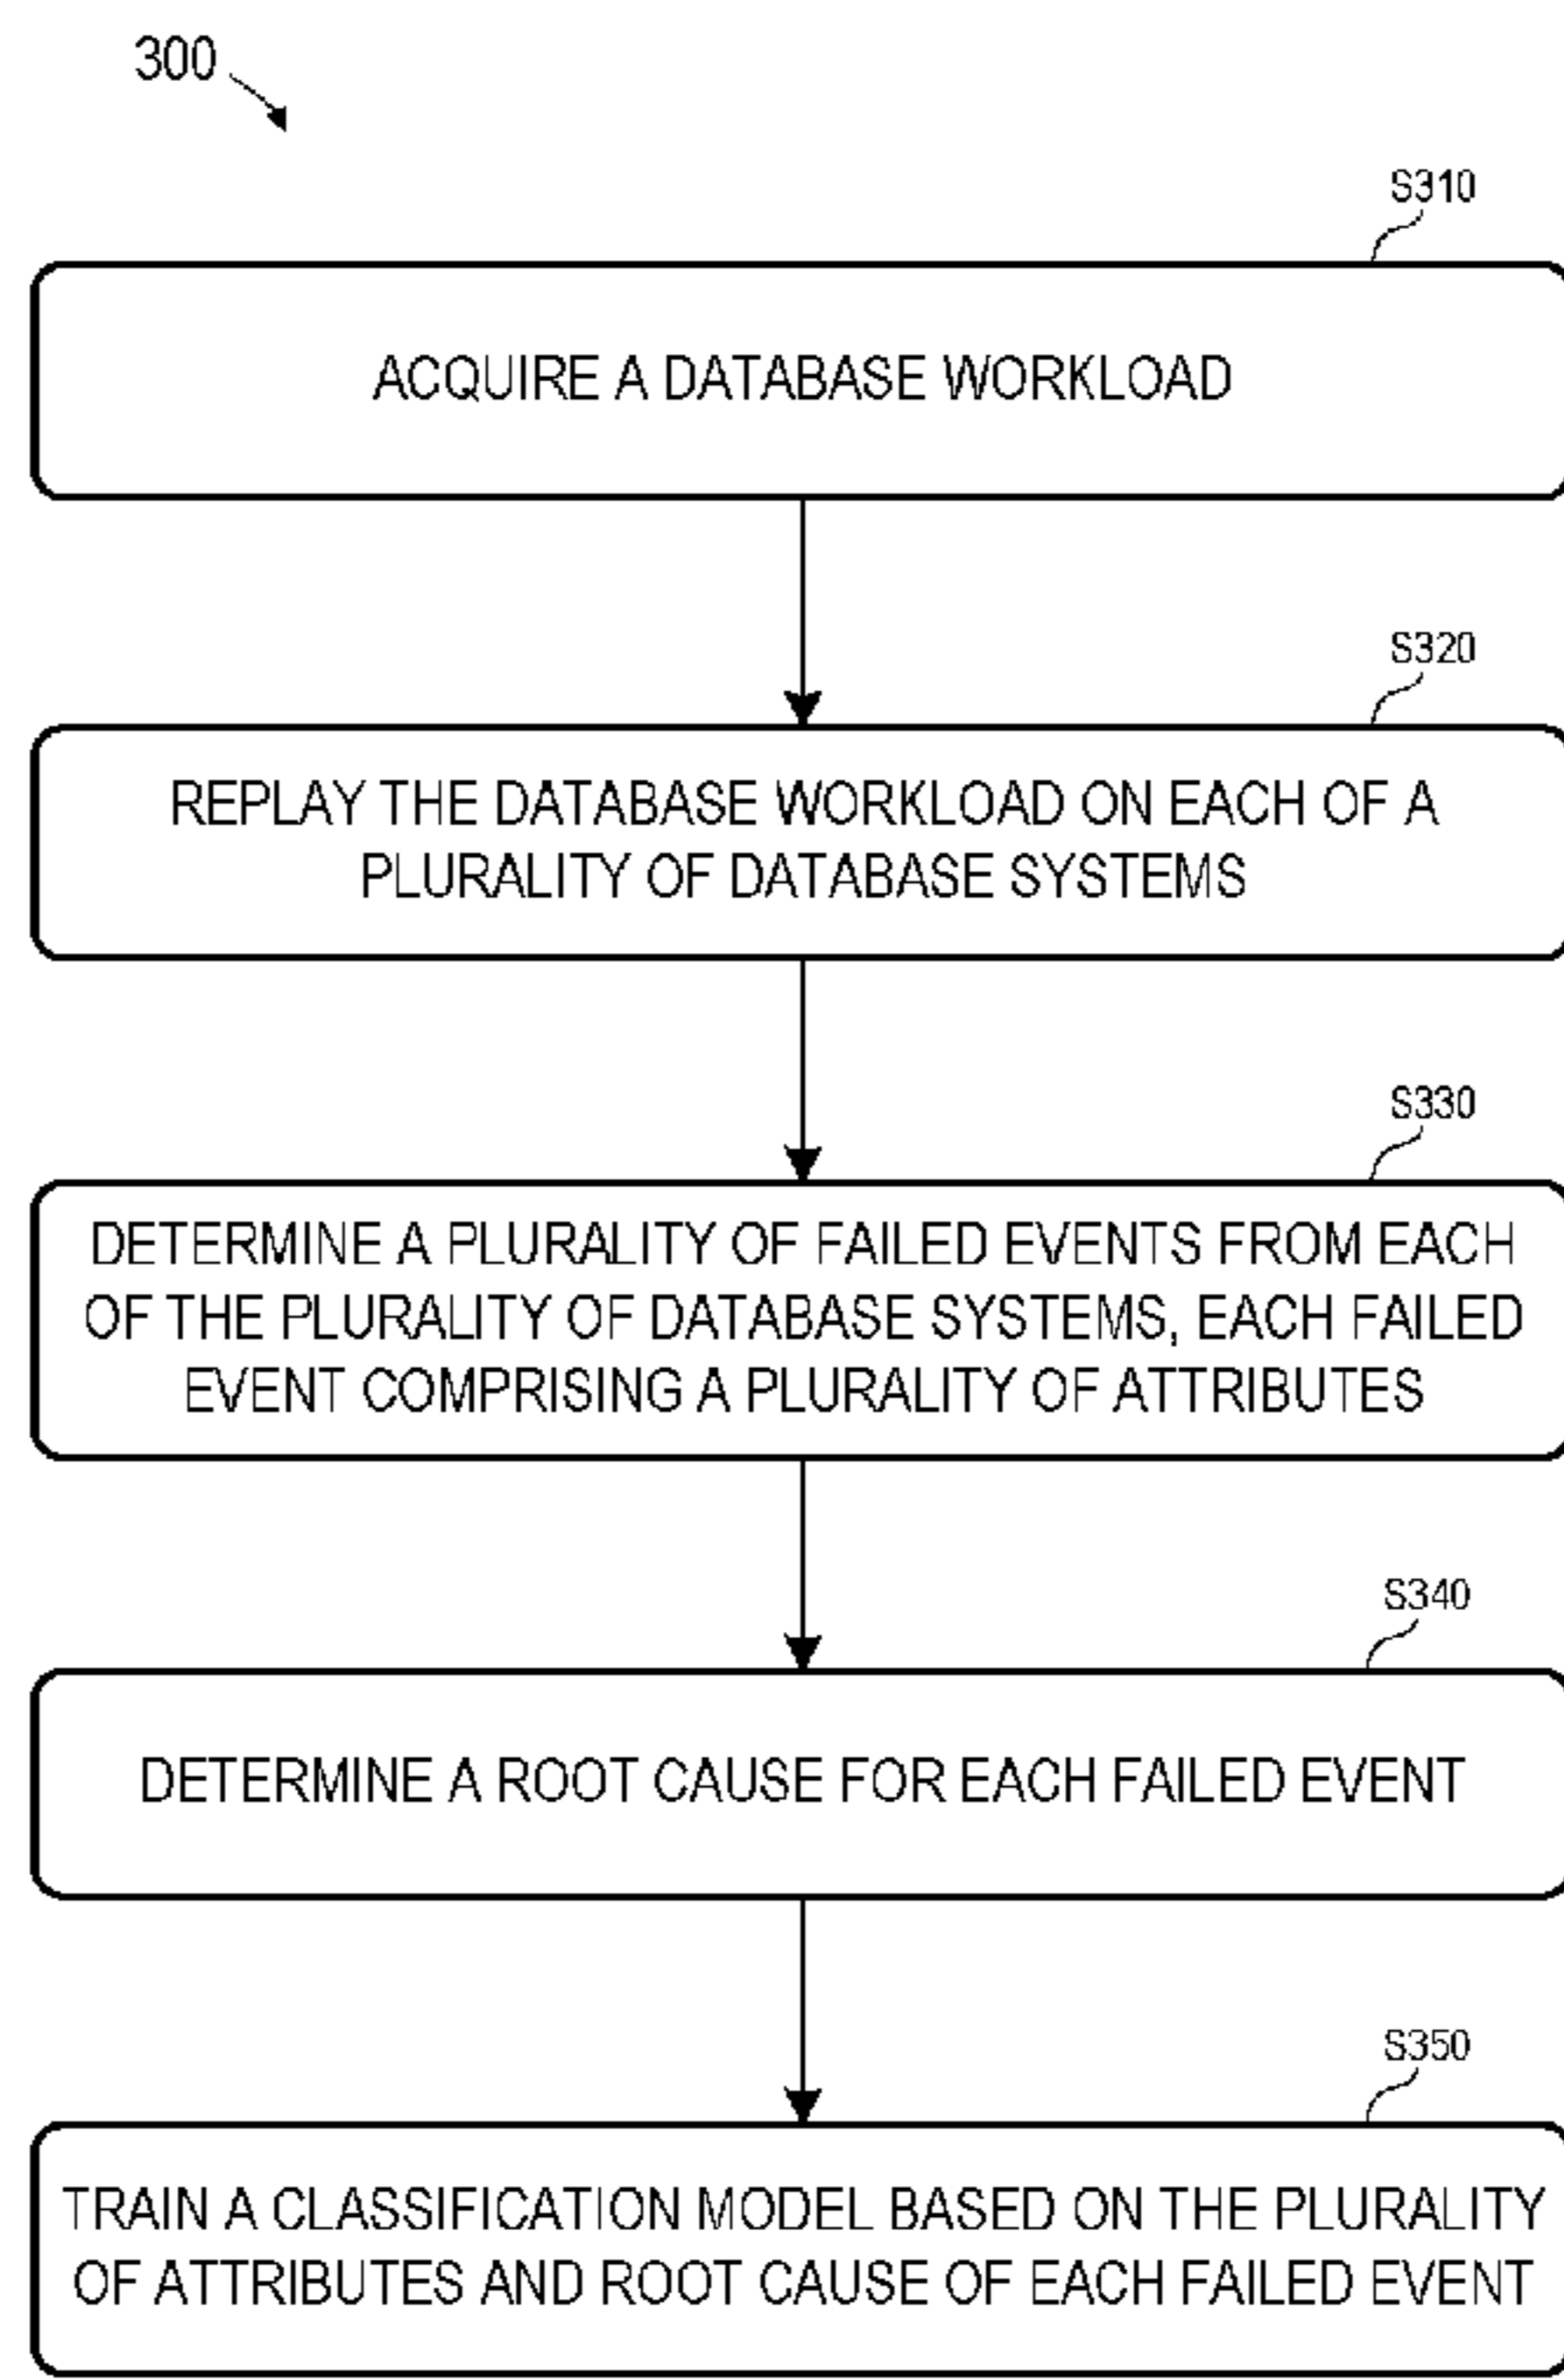 300
S310
ACQUIRE A DATABASE WORKLOAD
S320
REPLAY THE DATABASE WORKLOAD ON EACH OF A
PLURALITY OF DATABASE SYSTEMS
S330
DETERMINE A PLURALITY OF FAILED EVENTS FROM EACH
OF THE PLURALITY OF DATABASE SYSTEMS, EACH FAILED
EVENT COMPRISING A PLURALITY OF ATTRIBUTES
S340
DETERMINE A ROOT CAUSE FOR EACH FAILED EVENT
S350
TRAIN A CLASSIFICATION MODEL BASED ON THE PLURALITY
OF ATTRIBUTES AND ROOT CAUSE OF EACH FAILED EVENT